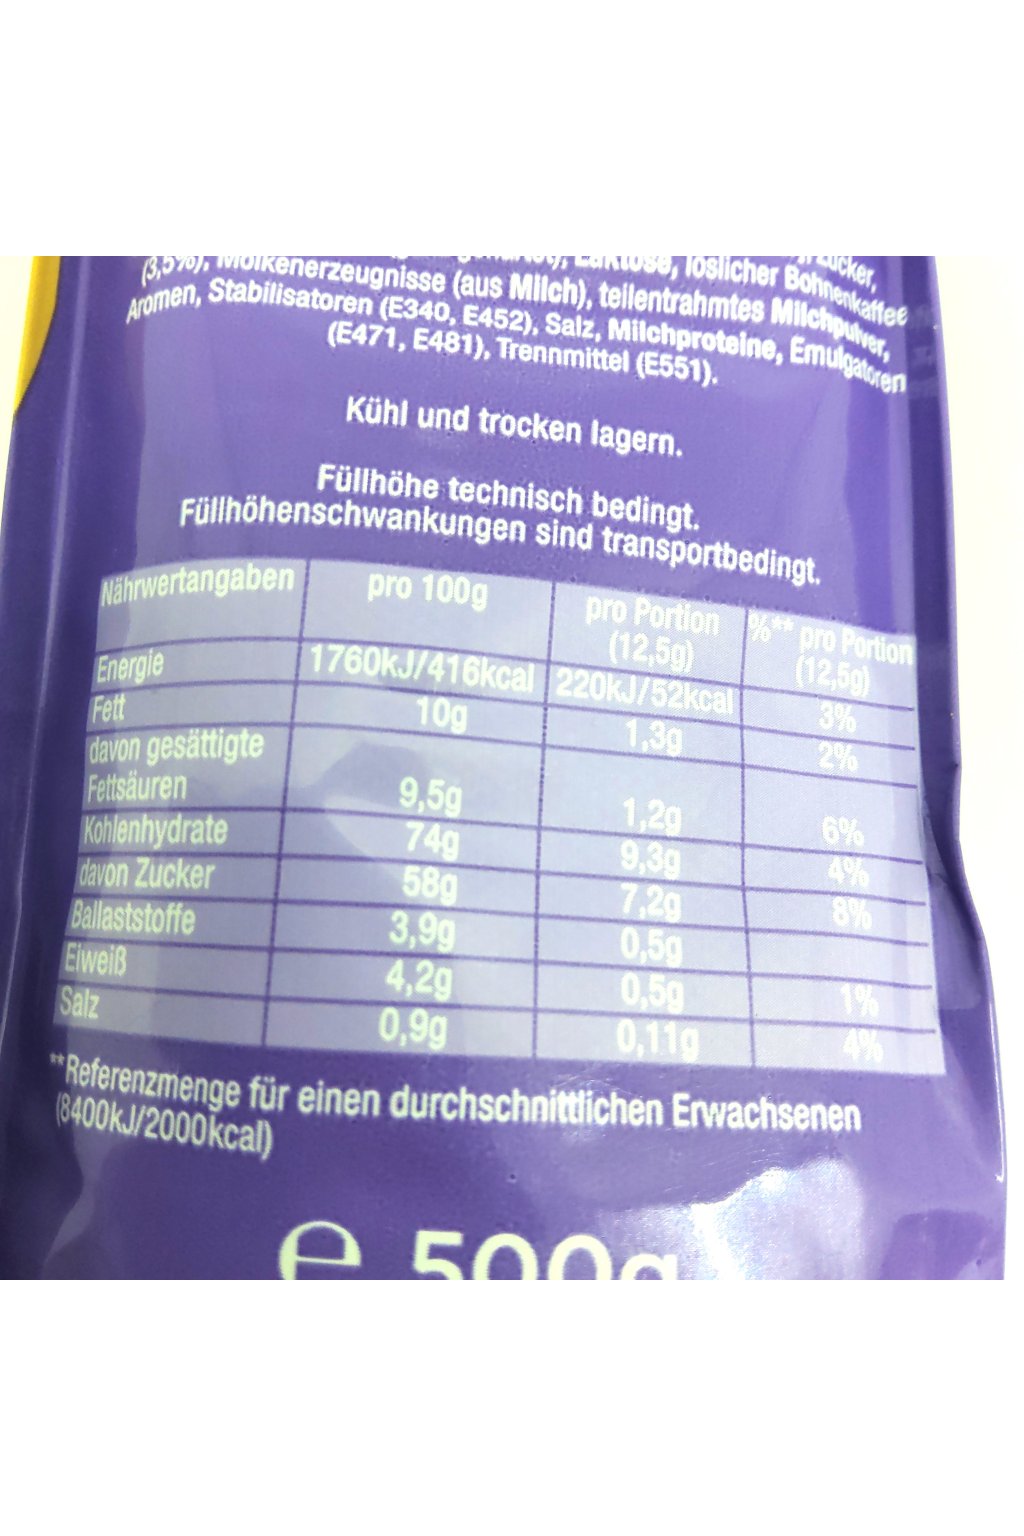 Zucker,
Laktose, löslicher Bohnenkaffee
(3,5%), Molkenerzeugnisse (aus Milch), teilentrahmtes Milchpulver,
Aromen, Stabilisatoren (E340, E452), Salz, Milchproteine, Emulgatoren
(E471, E481), Trennmittel (E551).
Kühl und trocken lagern.
Füllhöhe technisch bedingt.
Füllhöhenschwankungen sind transportbedingt.
Nährwertangaben pro 100g pro Portion (12,5g) %** pro Portion (12,5g)
Energie 1760kJ/416kcal 220kJ/52kcal 3%
Fett 10g 1,3g 2%
davon gesättigte
Fettsäuren 9,5g 1,2g 6%
Kohlenhydrate 74g 9,3g 4%
davon Zucker 58g 7,2g 8%
Ballaststoffe 3,9g 0,5g
Eiweiß 4,2g 0,5g 1%
Salz 0,9g 0,11g 4%
**Referenzmenge für einen durchschnittlichen Erwachsenen
(8400kJ/2000kcal)
℮ 500g